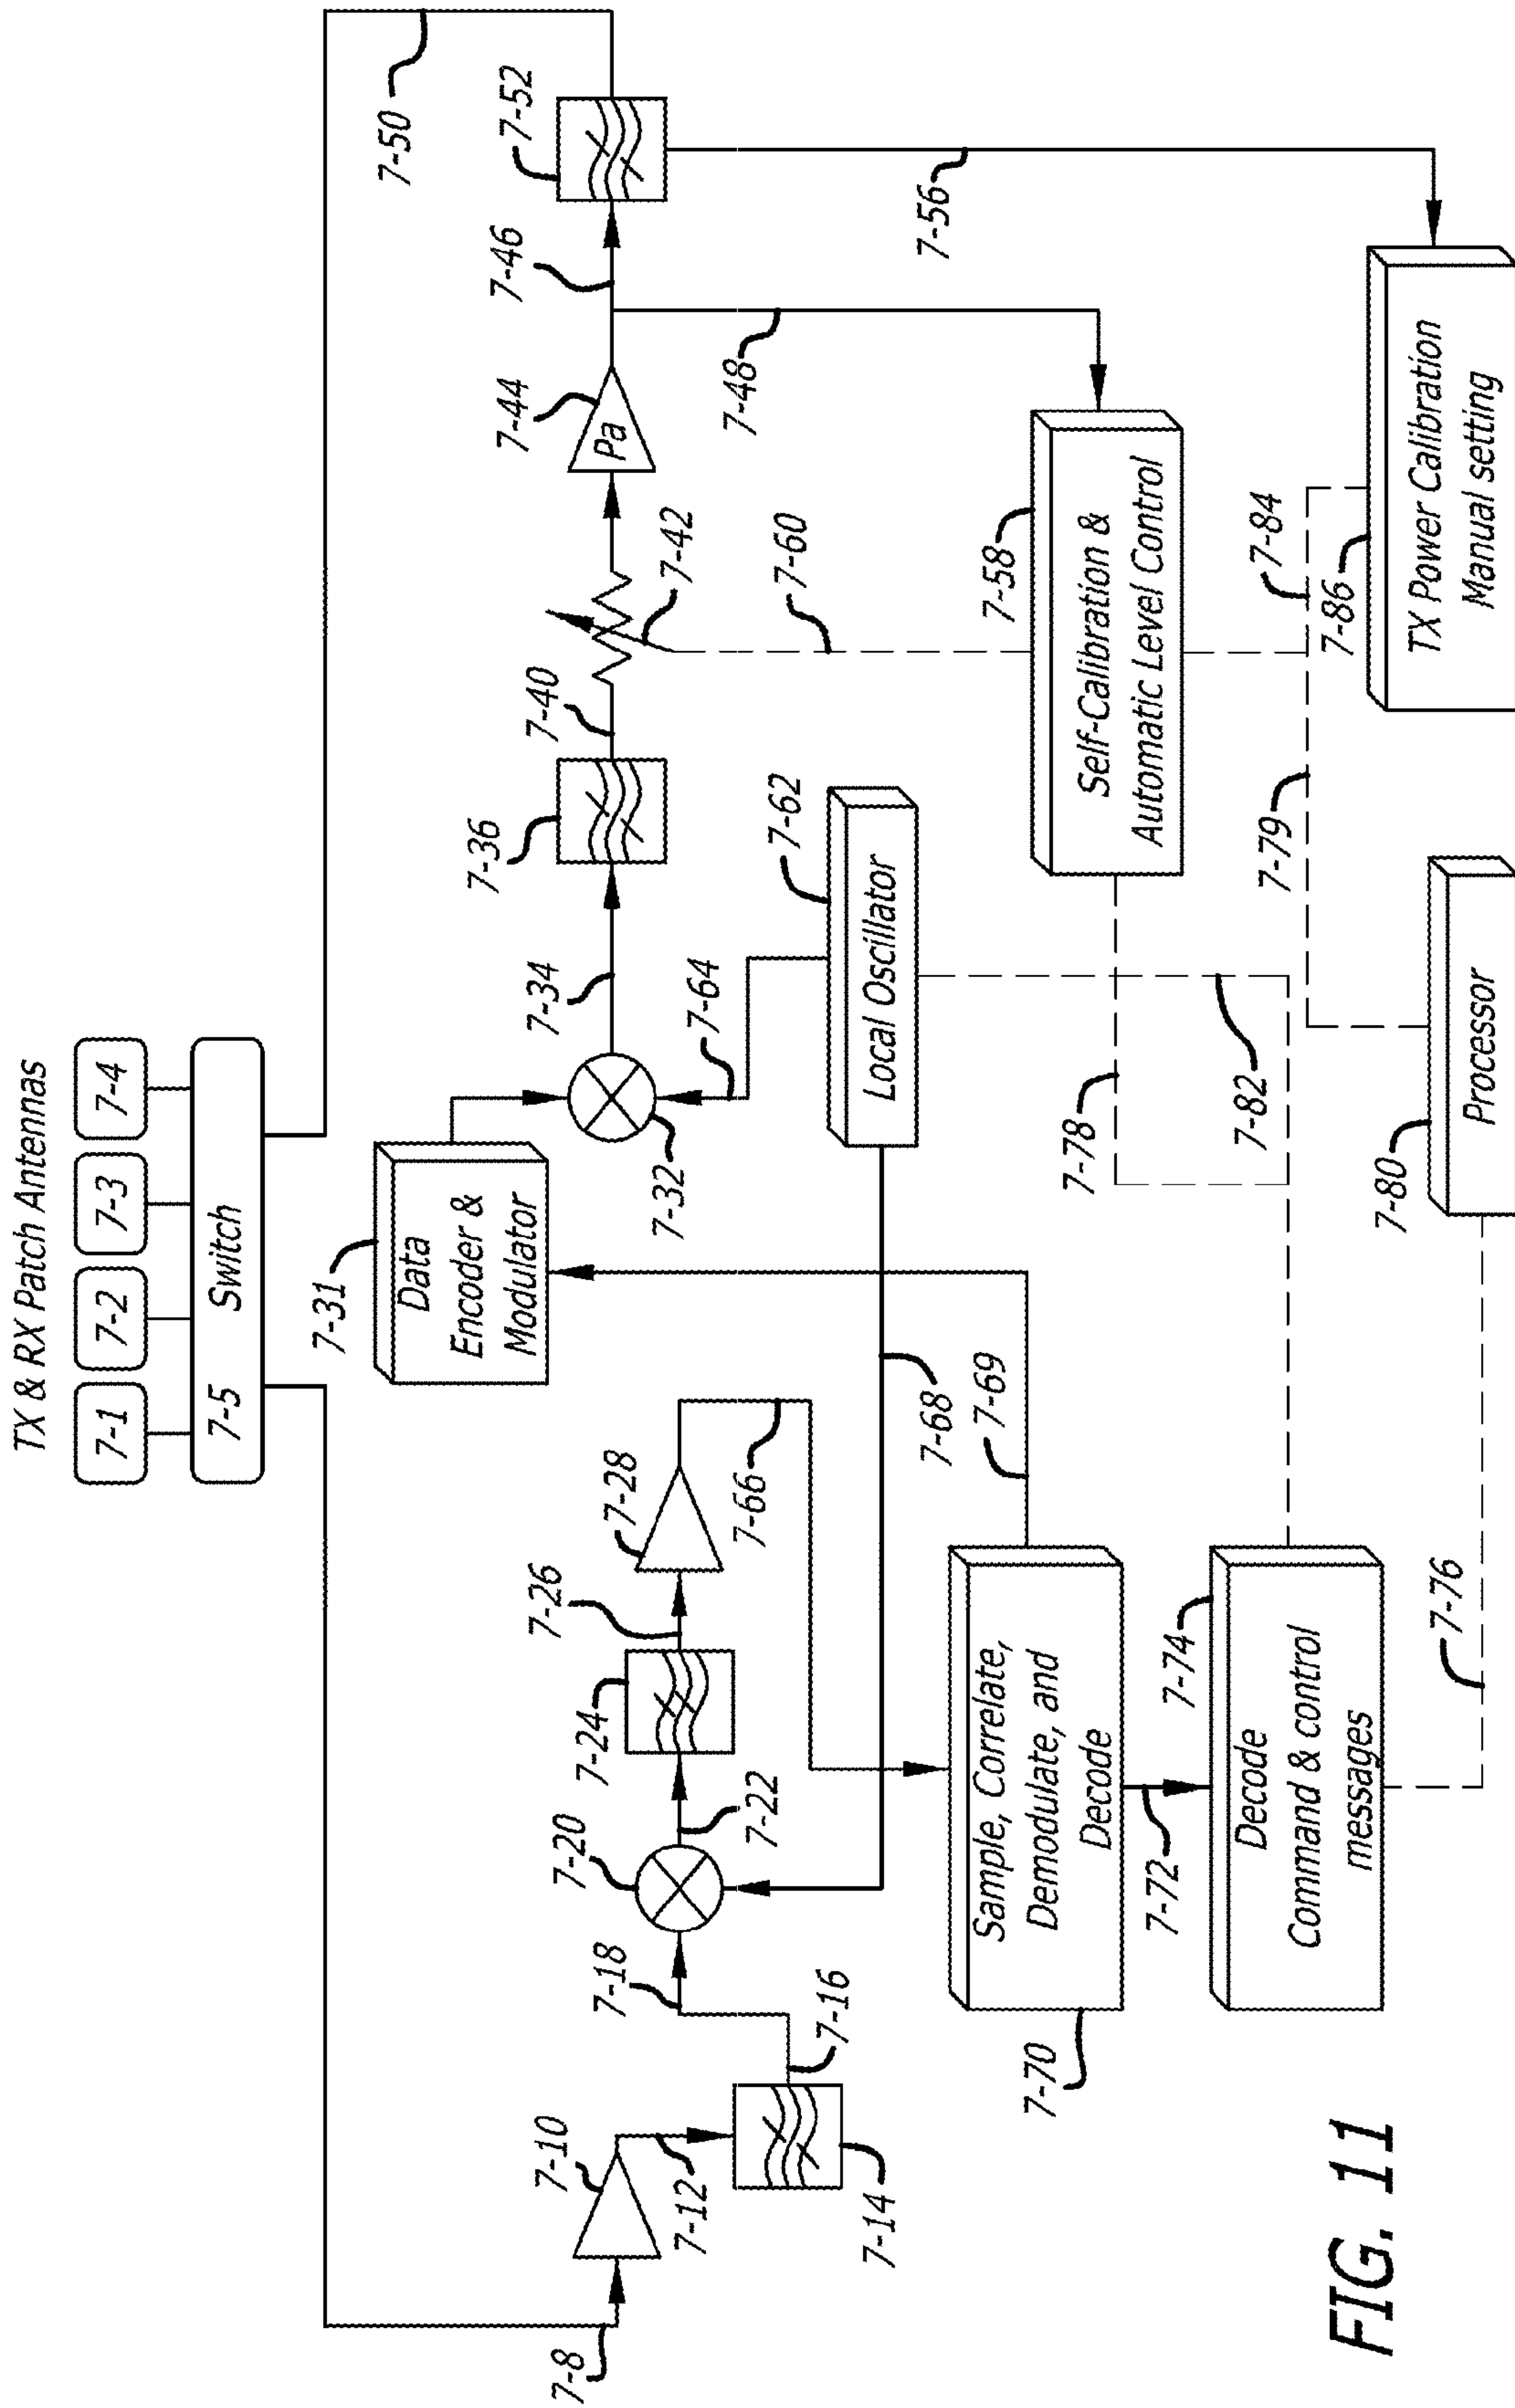 TX & RX Patch Antennas
7-1
7-2
7-3
7-4
7-5 Switch
7-50
7-31
Data
Encoder &
Modulator
7-8
7-10
7-12
7-14
7-16
7-18
7-20
7-22
7-24
7-26
7-28
7-66
7-32
7-34
7-36
7-40
7-42
7-44
Pa
7-46
7-52
7-48
7-56
7-60
7-64
7-62
Local Oscillator
7-68
7-69
7-70
Sample, Correlate,
Demodulate, and
Decode
7-72
7-74
Decode
Command & control
messages
7-76
7-78
7-82
7-58
Self-Calibration &
Automatic Level Control
7-79
7-84
7-80
Processor
7-86
TX Power Calibration
Manual setting
FIG. 11